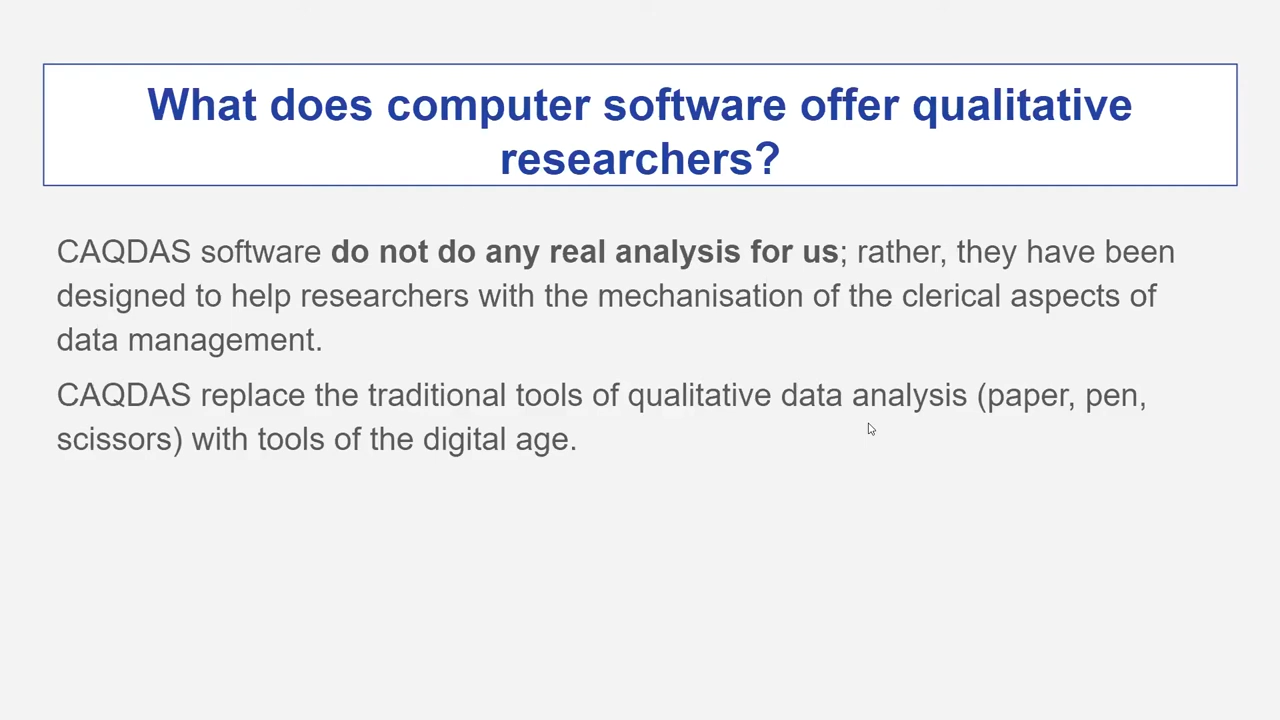 What does computer software offer qualitative
researchers?
CAQDAS software do not do any real analysis for us; rather, they have been
designed to help researchers with the mechanisation of the clerical aspects of
data management.
CAQDAS replace the traditional tools of qualitative data analysis (paper, pen,
scissors) with tools of the digital age.